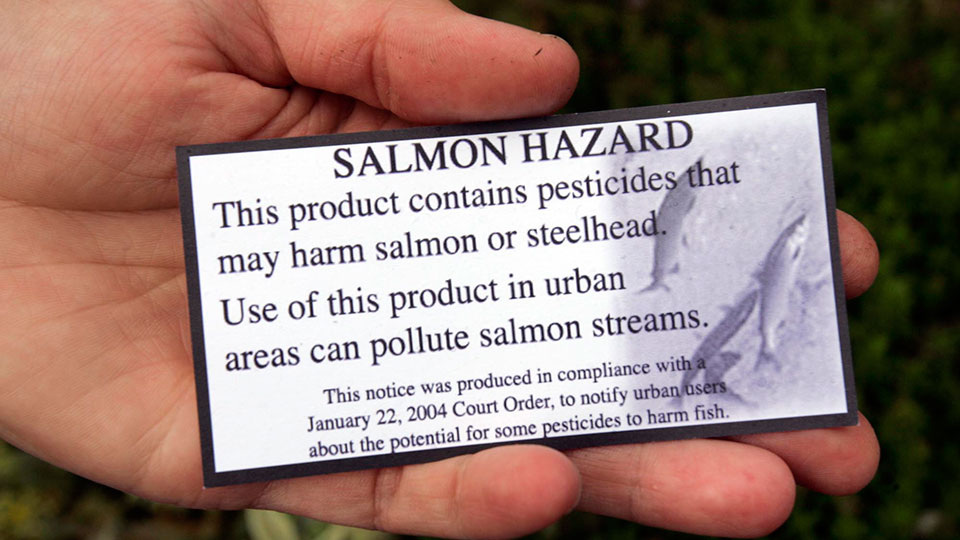 SALMON HAZARD
This product contains pesticides that
may harm salmon or steelhead.
Use of this product in urban
areas can pollute salmon streams.
This notice was produced in compliance with a
January 22, 2004 Court Order, to notify urban users
about the potential for some pesticides to harm fish.